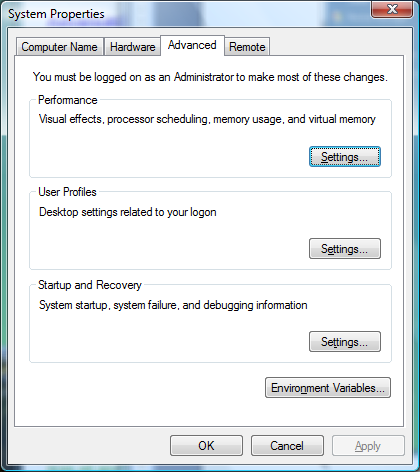 System Properties
Computer Name Hardware Advanced Remote
You must be logged on as an Administrator to make most of these changes.
Performance
Visual effects, processor scheduling, memory usage, and virtual memory
Settings...
User Profiles
Desktop settings related to your logon
Settings...
Startup and Recovery
System startup, system failure, and debugging information
Settings...
Environment Variables...
OK Cancel Apply